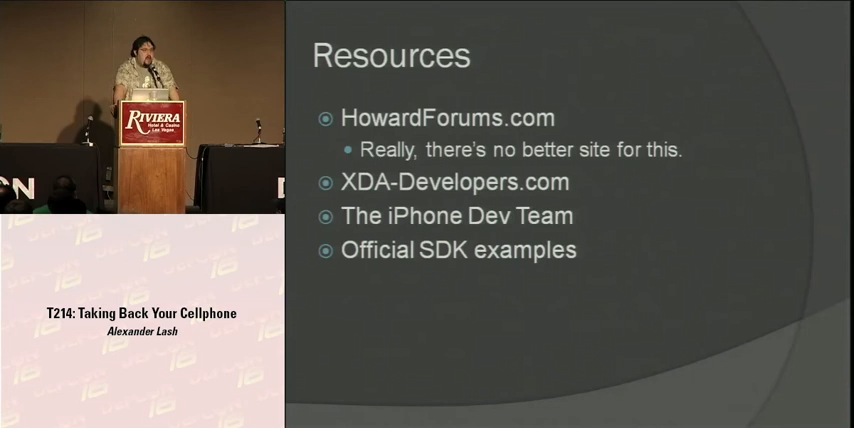 RIVIERA
Hotel & Casino
Las Vegas
ON
D
T214: Taking Back Your Cellphone
Alexander Lash
Resources
HowardForums.com
Really, there's no better site for this.
XDA-Developers.com
The iPhone Dev Team
Official SDK examples